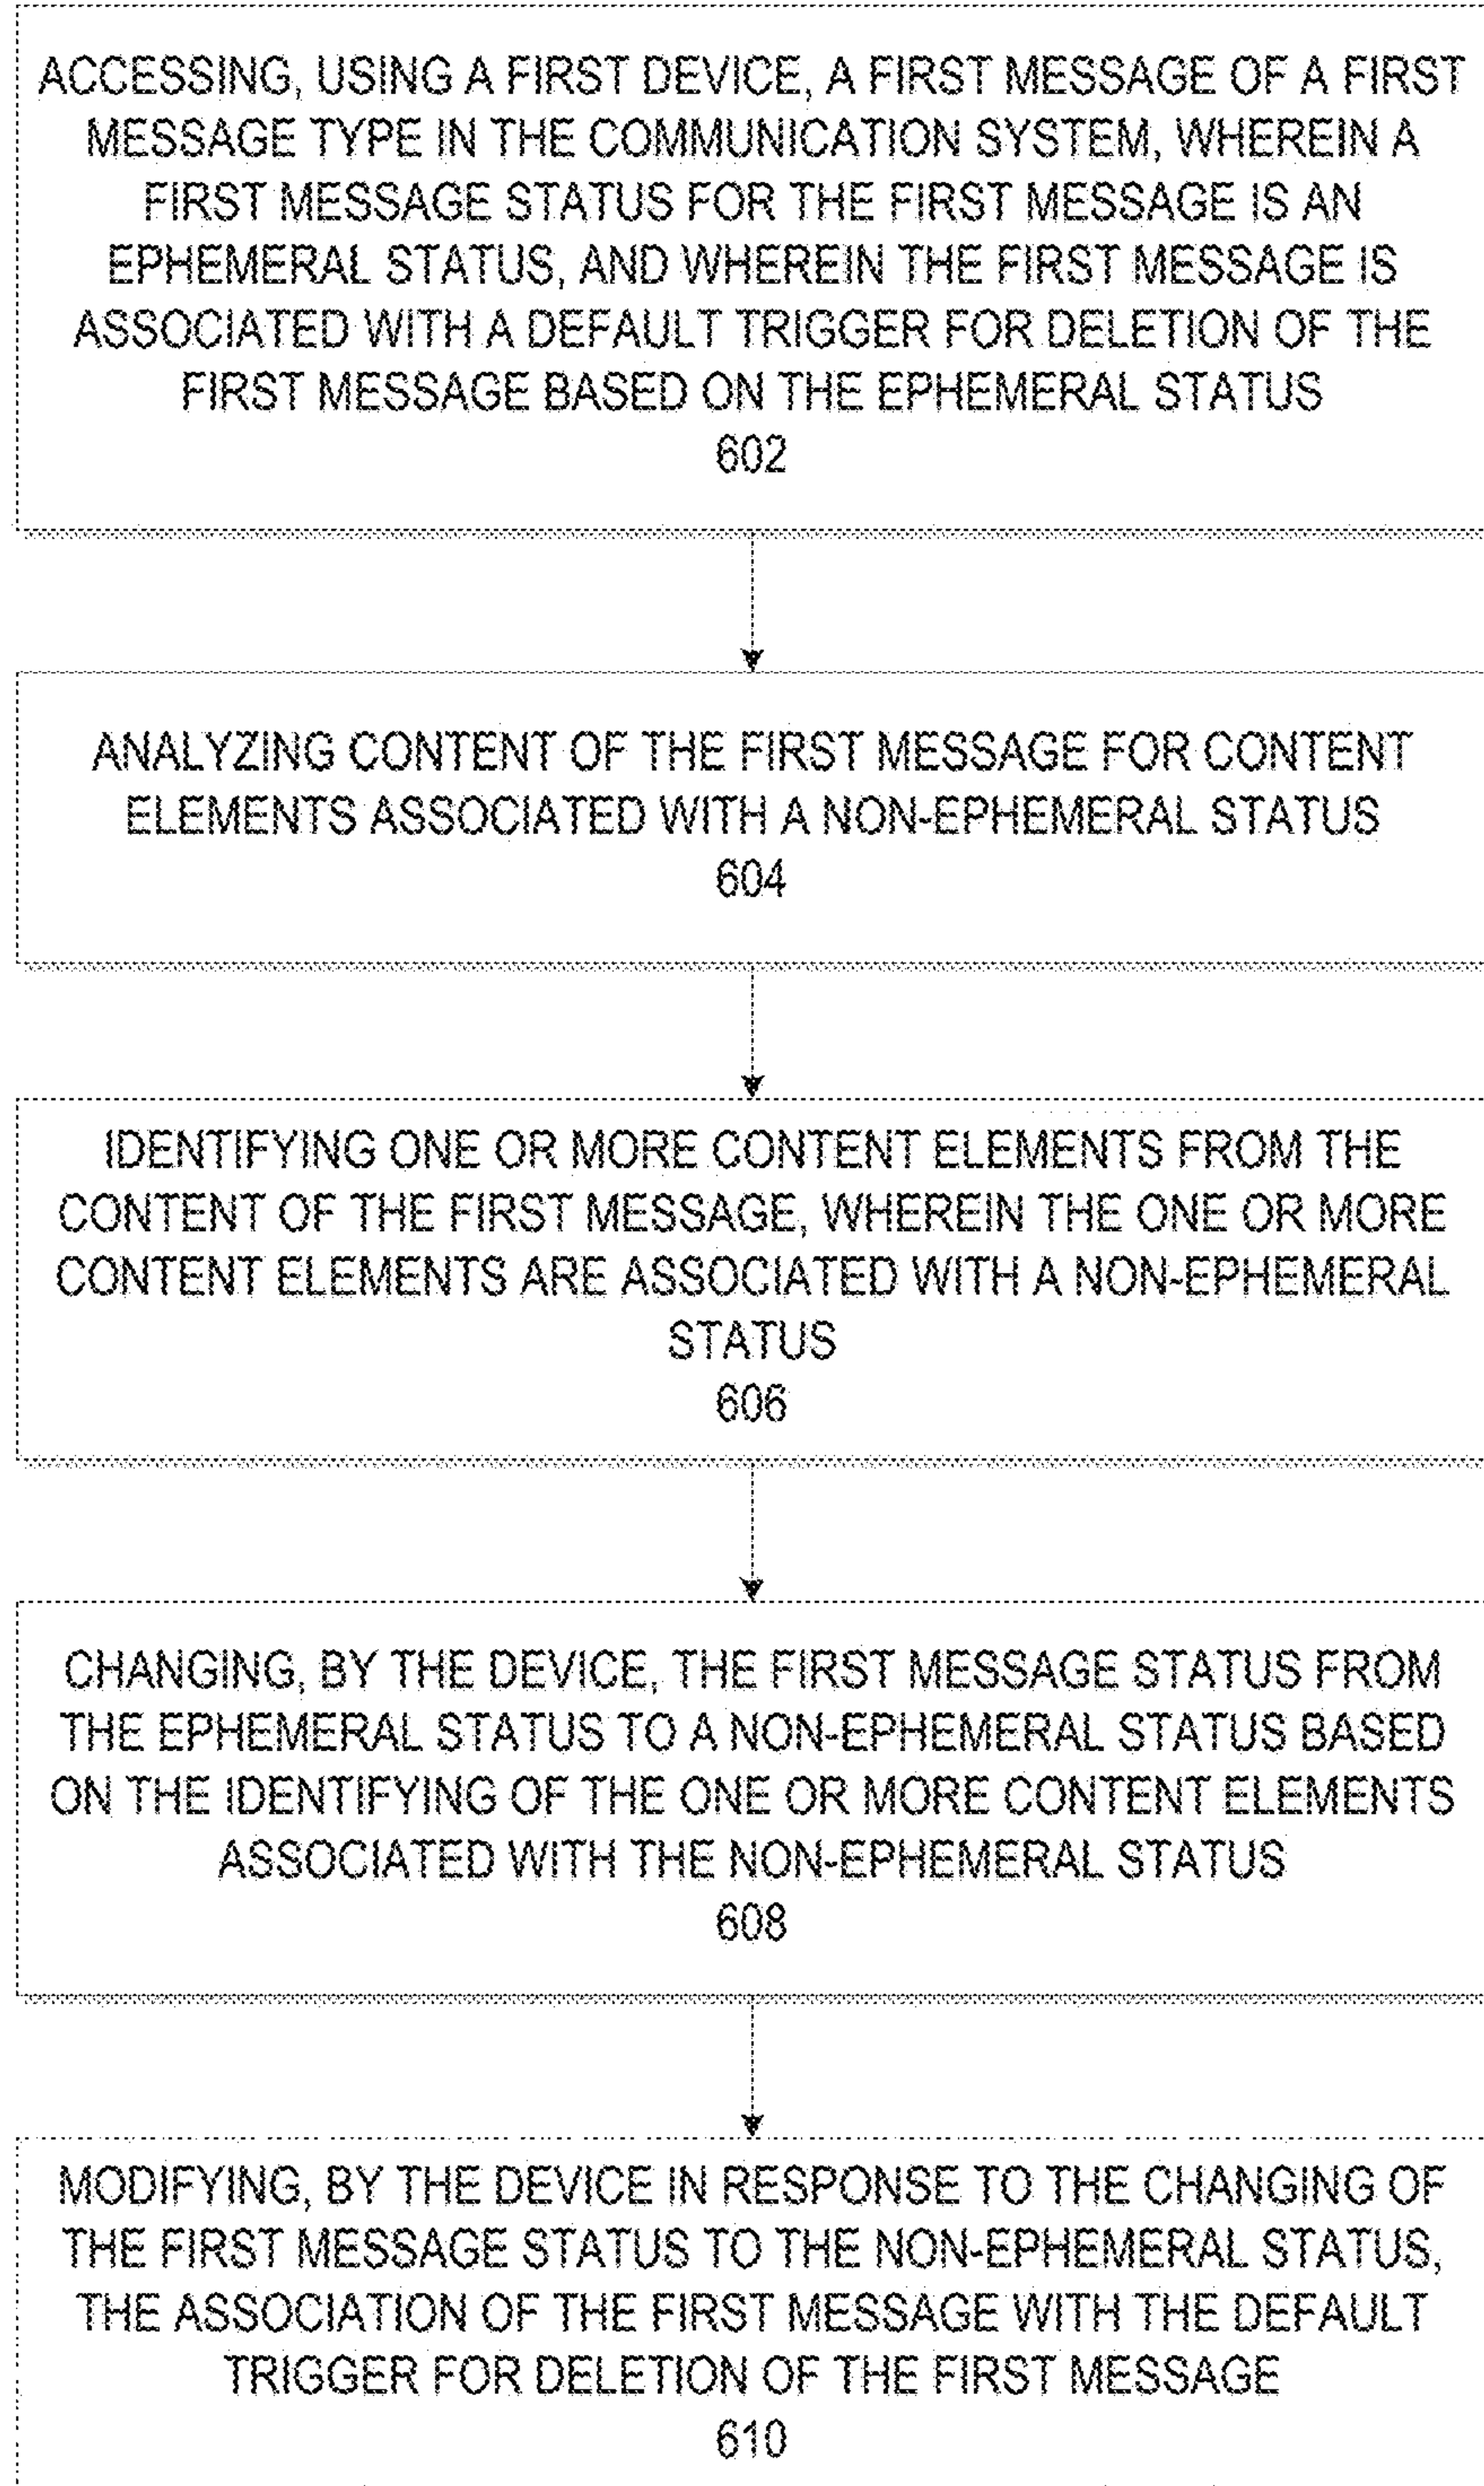 ACCESSING, USING A FIRST DEVICE, A FIRST MESSAGE OF A FIRST
MESSAGE TYPE IN THE COMMUNICATION SYSTEM, WHEREIN A
FIRST MESSAGE STATUS FOR THE FIRST MESSAGE IS AN
EPHEMERAL STATUS, AND WHEREIN THE FIRST MESSAGE IS
ASSOCIATED WITH A DEFAULT TRIGGER FOR DELETION OF THE
FIRST MESSAGE BASED ON THE EPHEMERAL STATUS
602
ANALYZING CONTENT OF THE FIRST MESSAGE FOR CONTENT
ELEMENTS ASSOCIATED WITH A NON-EPHEMERAL STATUS
604
IDENTIFYING ONE OR MORE CONTENT ELEMENTS FROM THE
CONTENT OF THE FIRST MESSAGE, WHEREIN THE ONE OR MORE
CONTENT ELEMENTS ARE ASSOCIATED WITH A NON-EPHEMERAL
STATUS
606
CHANGING, BY THE DEVICE, THE FIRST MESSAGE STATUS FROM
THE EPHEMERAL STATUS TO A NON-EPHEMERAL STATUS BASED
ON THE IDENTIFYING OF THE ONE OR MORE CONTENT ELEMENTS
ASSOCIATED WITH THE NON-EPHEMERAL STATUS
608
MODIFYING, BY THE DEVICE IN RESPONSE TO THE CHANGING OF
THE FIRST MESSAGE STATUS TO THE NON-EPHEMERAL STATUS,
THE ASSOCIATION OF THE FIRST MESSAGE WITH THE DEFAULT
TRIGGER FOR DELETION OF THE FIRST MESSAGE
610